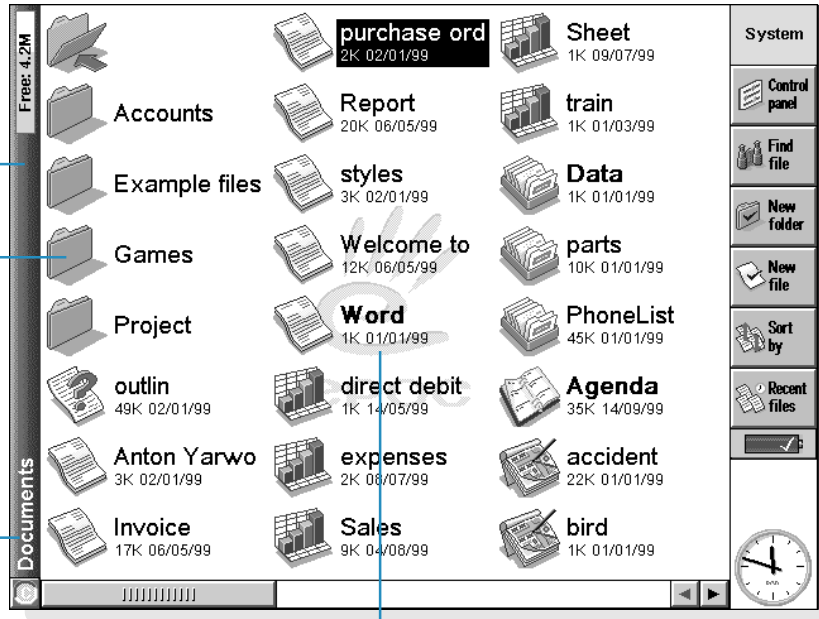 Free: 4.2M
Documents
Accounts
Example files
Games
Project
outlin
49K 02/01/99
Anton Yarwo
3K 02/01/99
Invoice
17K 06/05/99
purchase ord
2K 02/01/99
Report
20K 06/05/99
styles
3K 02/01/99
Welcome to
12K 06/05/99
Word
1K 01/01/99
direct debit
1K 14/05/99
expenses
2K 08/07/99
Sales
9K 04/08/99
Sheet
1K 09/07/99
train
1K 01/03/99
Data
1K 01/01/99
parts
10K 01/01/99
PhoneList
45K 01/01/99
Agenda
35K 14/09/99
accident
22K 01/01/99
bird
1K 01/01/99
System
Control
panel
Find
file
New
folder
New
file
Sort
by
Recent
files